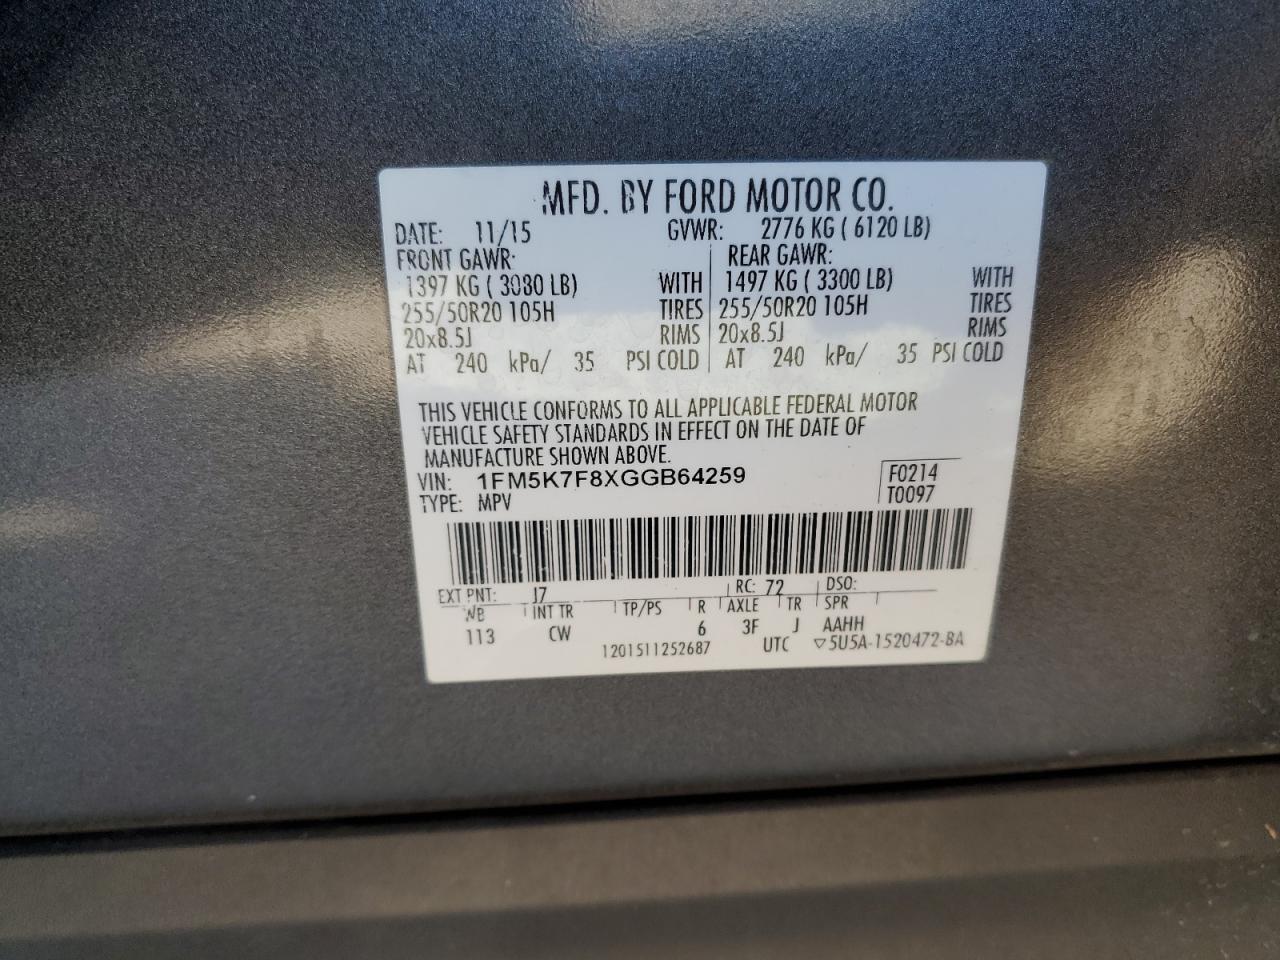 MFD. BY FORD MOTOR CO.
DATE: 11/15 GVWR: 2776 KG ( 6120 LB)
FRONT GAWR: REAR GAWR:
1397 KG ( 3080 LB) WITH 1497 KG ( 3300 LB) WITH
255/50R20 105H TIRES 255/50R20 105H TIRES
20x8.5J RIMS 20x8.5J RIMS
AT 240 kPa/ 35 PSI COLD AT 240 kPa/ 35 PSI COLD
THIS VEHICLE CONFORMS TO ALL APPLICABLE FEDERAL MOTOR
VEHICLE SAFETY STANDARDS IN EFFECT ON THE DATE OF
MANUFACTURE SHOWN ABOVE.
VIN: 1FM5K7F8XGGB64259 F0214
TYPE: MPV T0097
EXT PNT: J7 RC: 72 DSO:
WB INT TR TP/PS R AXLE TR SPR
113 CW 6 3F J AAHH
1201511252687 UTC ▽5U5A-1520472-BA